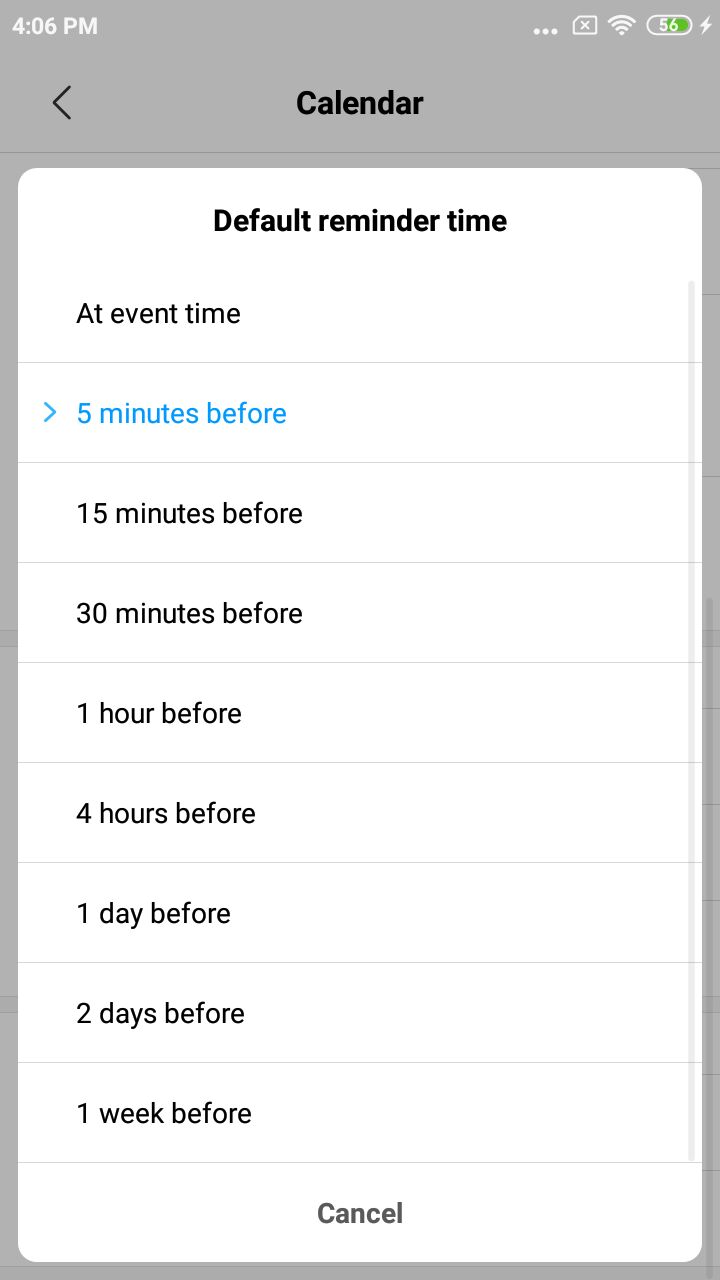 4:06 PM
56
Calendar
Default reminder time
At event time
5 minutes before
15 minutes before
30 minutes before
1 hour before
4 hours before
1 day before
2 days before
1 week before
Cancel